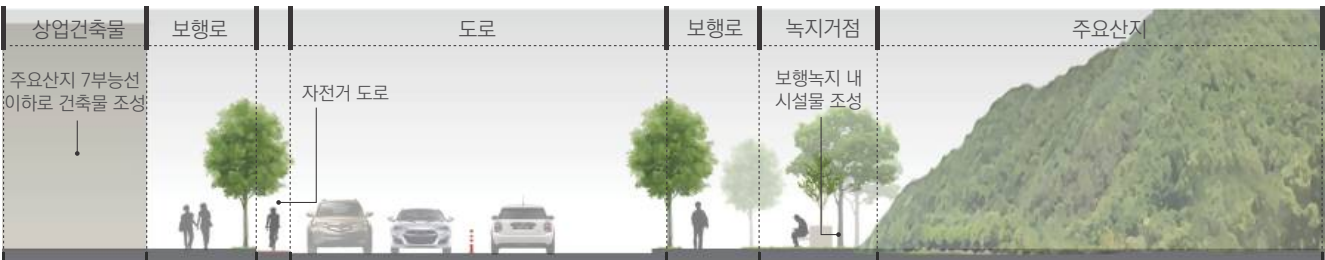 상업건축물
보행로
도로
보행로
녹지거점
주요산지
주요산지 7부능선
이하로 건축물 조성
자전거 도로
보행녹지 내
시설물 조성